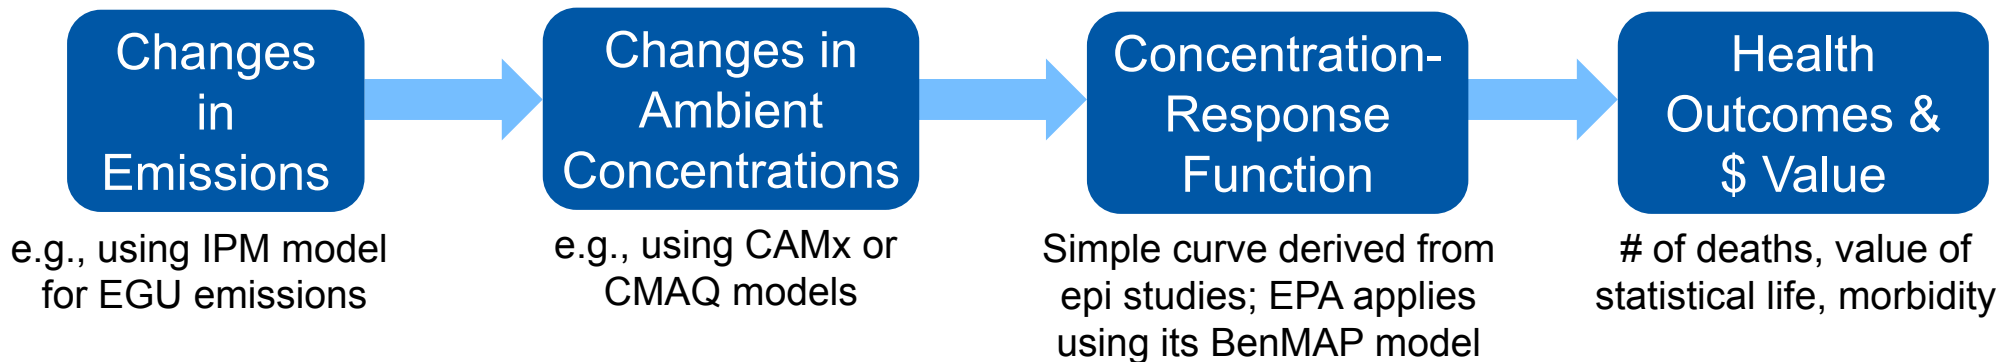 Changes
in
Emissions
e.g., using IPM model
for EGU emissions
Changes in
Ambient
Concentrations
e.g., using CAMx or
CMAQ models
Concentration-
Response
Function
Simple curve derived from
epi studies; EPA applies
using its BenMAP model
Health
Outcomes &
$ Value
# of deaths, value of
statistical life, morbidity